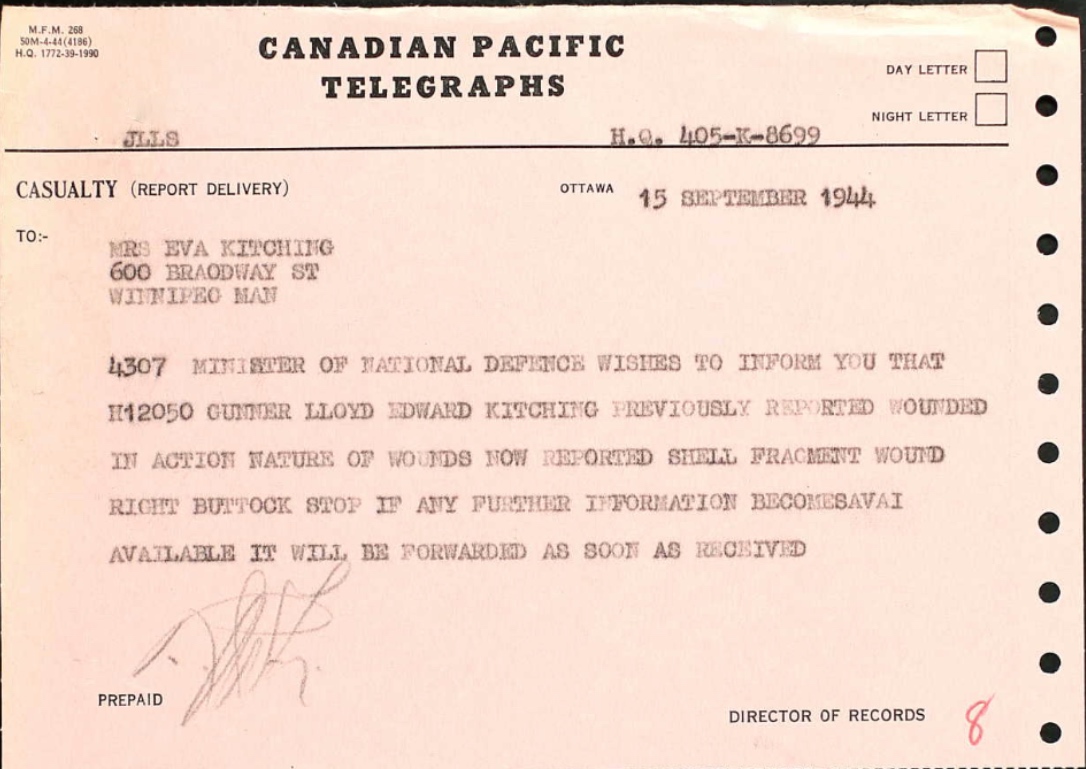 M.F.M. 268
50M-4-44(4186)
H.Q. 1772-39-1990
CANADIAN PACIFIC
TELEGRAPHS
DAY LETTER
NIGHT LETTER
JLLS
H.Q. 405-K-8699
CASUALTY (REPORT DELIVERY)
OTTAWA 15 SEPTEMBER 1944
TO:-
MRS EVA KITCHING
600 BRAODWAY ST
WINNIPEG MAN
4307 MINISTER OF NATIONAL DEFENCE WISHES TO INFORM YOU THAT
H12050 GUNNER LLOYD EDWARD KITCHING PREVIOUSLY REPORTED WOUNDED
IN ACTION NATURE OF WOUNDS NOW REPORTED SHELL FRAGMENT WOUND
RIGHT BUTTOCK STOP IF ANY FURTHER INFORMATION BECOMESAVAI
AVAILABLE IT WILL BE FORWARDED AS SOON AS RECEIVED
PREPAID
DIRECTOR OF RECORDS
8